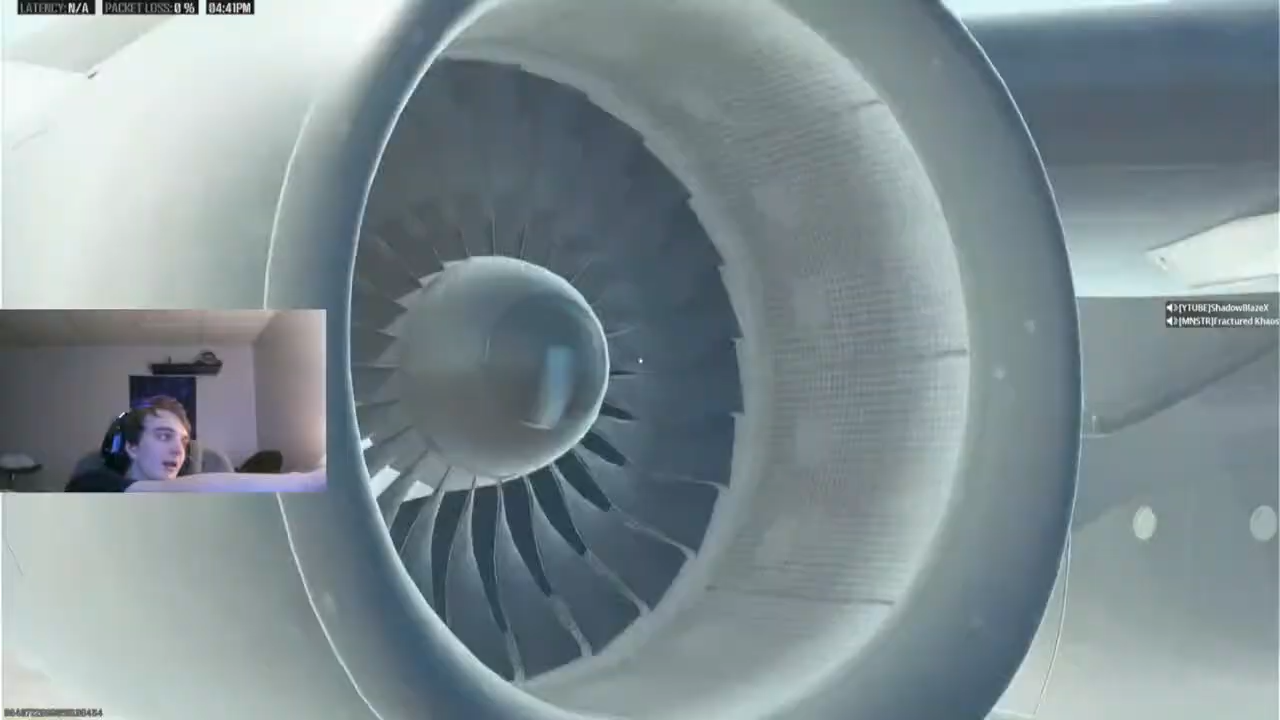 LATENCY: N/A PACKET LOSS: 0 % 04:41PM
[YTUBE]ShadowBlazeX
[MNSTR]Fractured Khaos